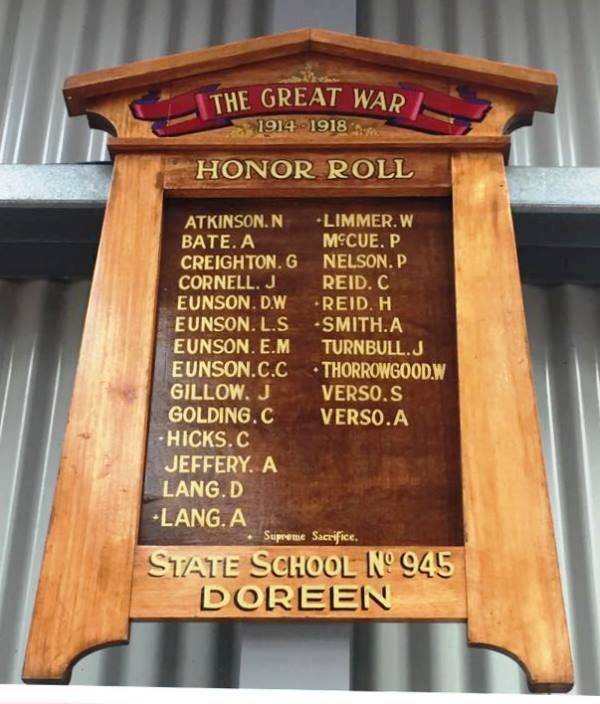 THE GREAT WAR
1914-1918
HONOR ROLL
ATKINSON. N
BATE. A
CREIGHTON. G
CORNELL. J
EUNSON. D.W
EUNSON. L.S
EUNSON. E.M
EUNSON. C.C
GILLOW. J
GOLDING. C
+HICKS. C
JEFFERY. A
LANG. D
+LANG. A
+LIMMER. W
McCUE. P
NELSON. P
REID. C
+REID. H
+SMITH. A
TURNBULL. J
+THORROWGOOD. W
VERSO. S
VERSO. A
+ Supreme Sacrifice.
STATE SCHOOL No 945
DOREEN